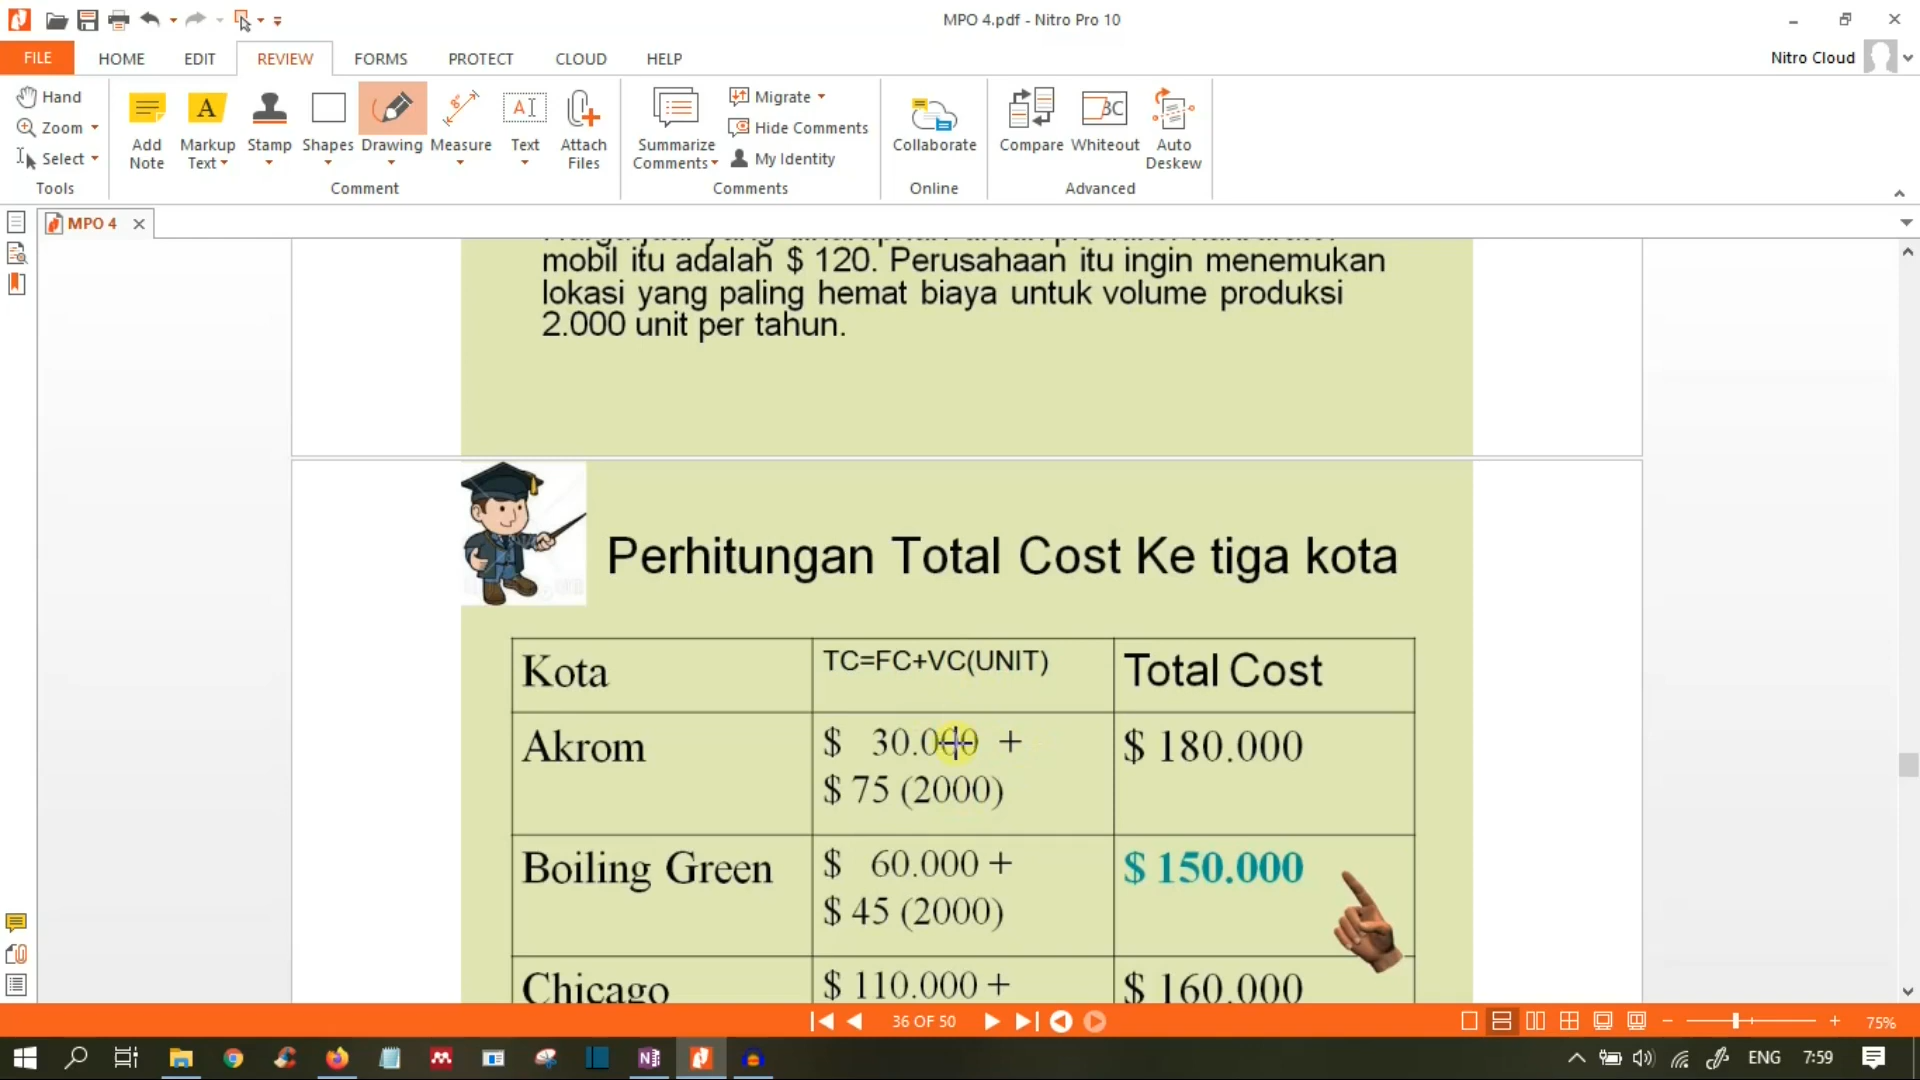 MPO 4.pdf - Nitro Pro 10
FILE HOME EDIT REVIEW FORMS PROTECT CLOUD HELP
Nitro Cloud
Hand
Zoom
Select
Tools
Add Note
Markup Text
Stamp
Shapes
Drawing
Measure
Text
Attach Files
Comment
Summarize Comments
Migrate
Hide Comments
My Identity
Comments
Collaborate
Online
Compare
Whiteout
Auto Deskew
Advanced
MPO 4
mobil itu adalah $ 120. Perusahaan itu ingin menemukan
lokasi yang paling hemat biaya untuk volume produksi
2.000 unit per tahun.
Perhitungan Total Cost Ke tiga kota
Kota
TC=FC+VC(UNIT)
Total Cost
Akrom
$ 30.000 +
$ 75 (2000)
$ 180.000
Boiling Green
$ 60.000 +
$ 45 (2000)
$ 150.000
Chicago
$ 110.000 +
$ 160.000
36 OF 50
75%
ENG
7:59